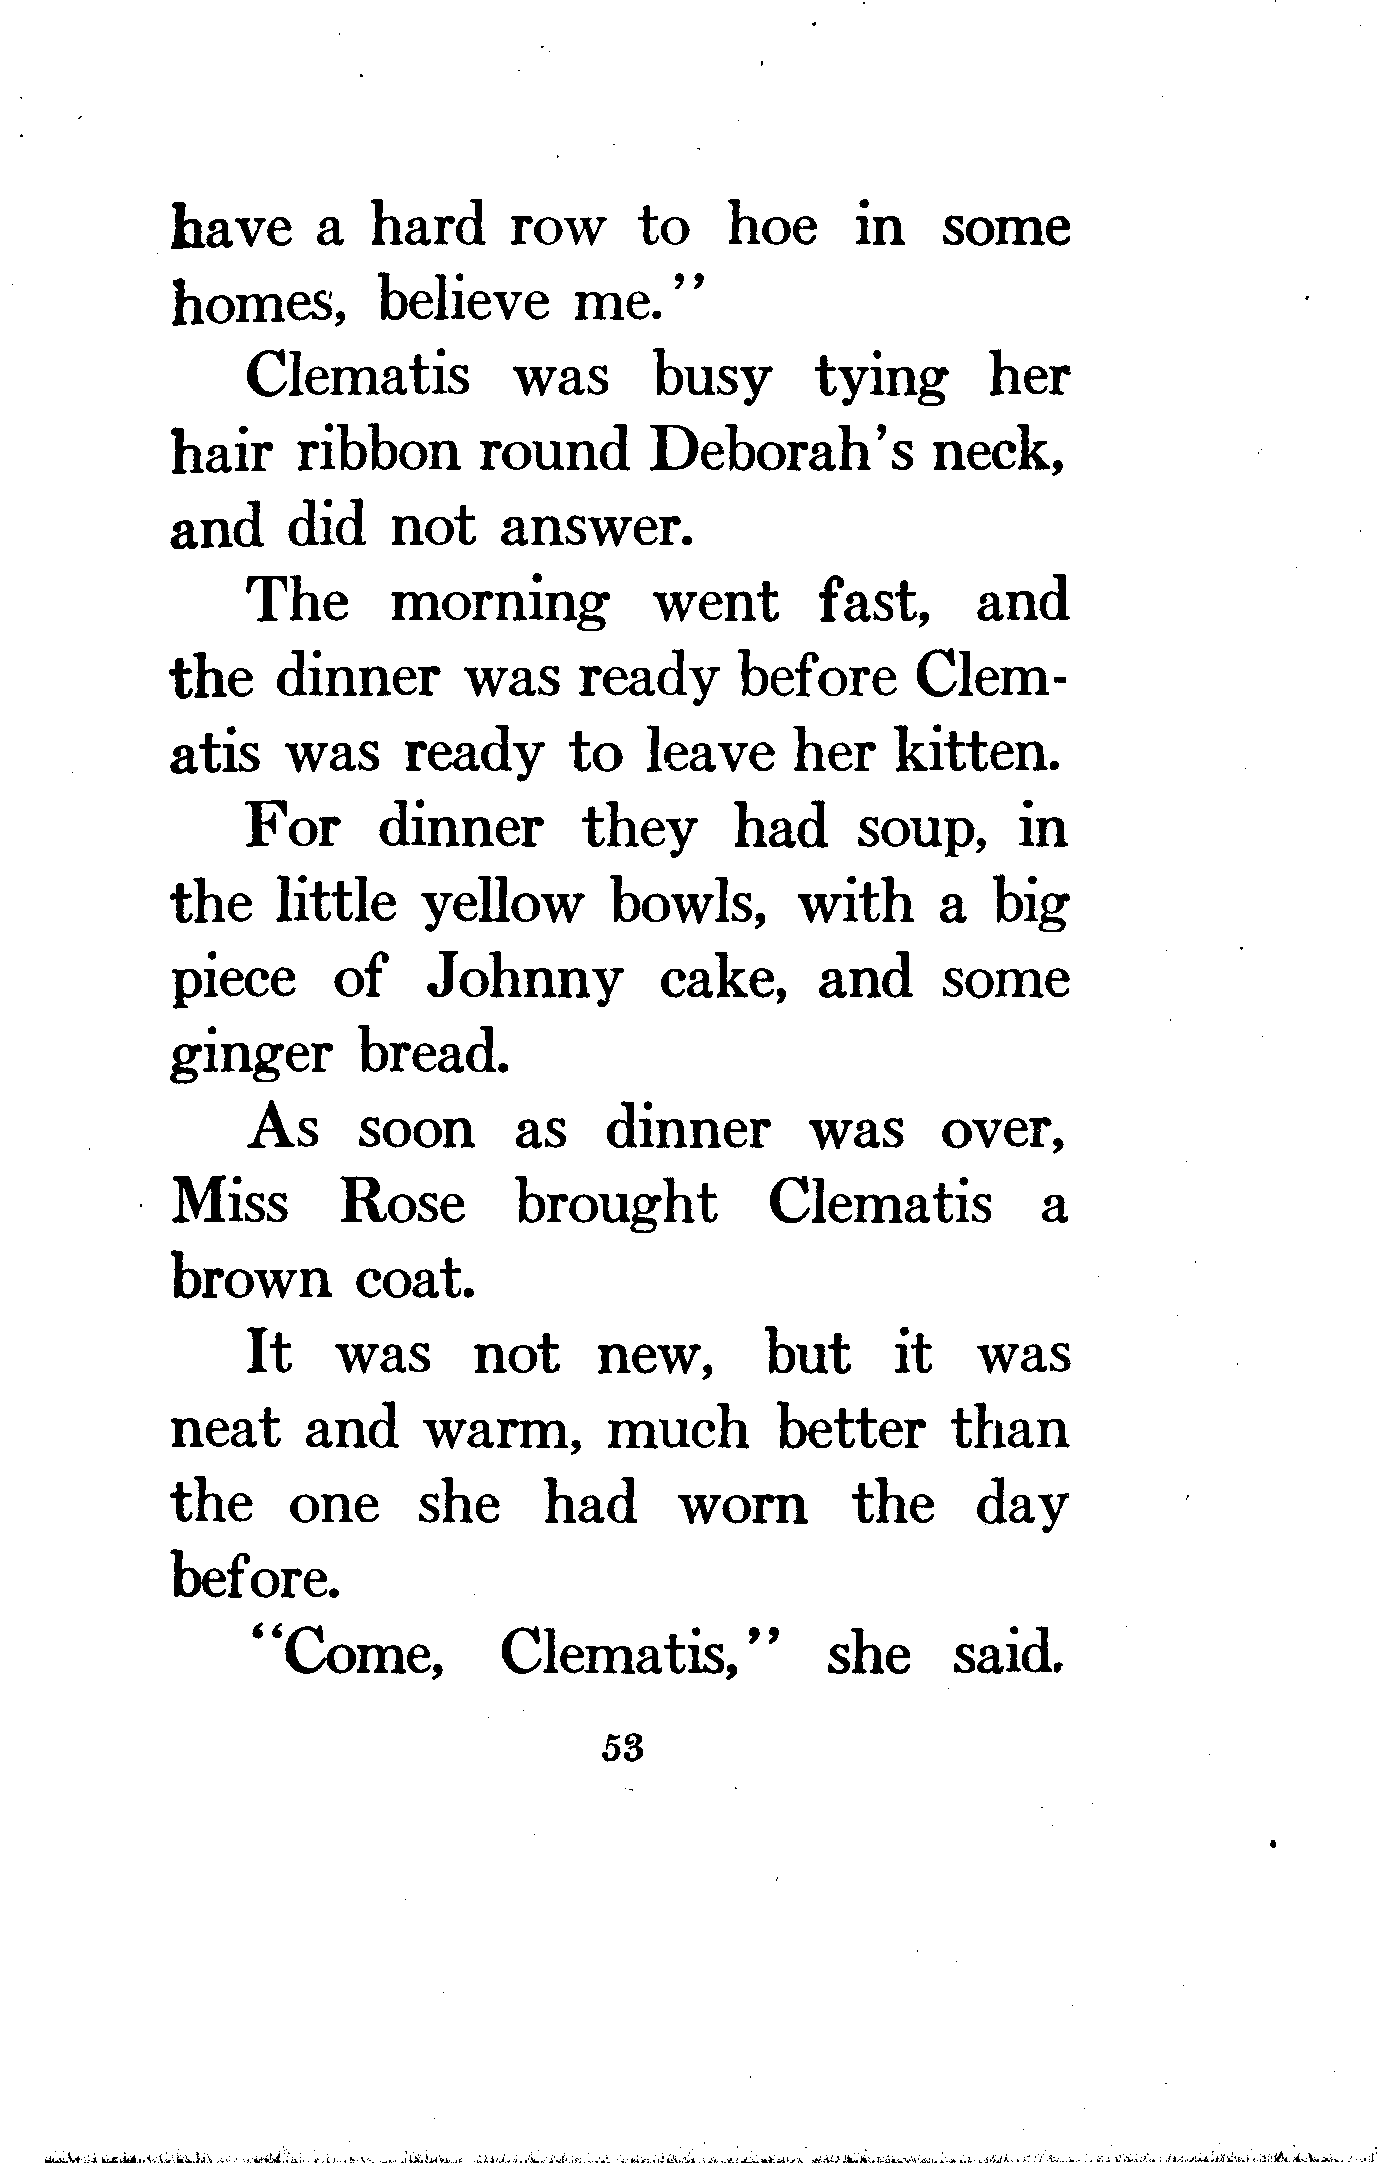 have a hard row to hoe in some
homes, believe me."
Clematis was busy tying her
hair ribbon round Deborah's neck,
and did not answer.
The morning went fast, and
the dinner was ready before Clem-
atis was ready to leave her kitten.
For dinner they had soup, in
the little yellow bowls, with a big
piece of Johnny cake, and some
ginger bread.
As soon as dinner was over,
Miss Rose brought Clematis a
brown coat.
It was not new, but it was
neat and warm, much better than
the one she had worn the day
before.
"Come, Clematis," she said.
53